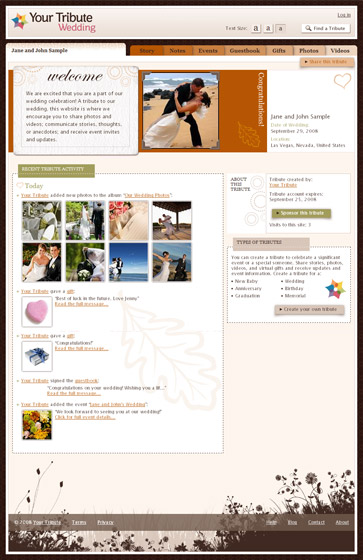 Log In
Your Tribute
Wedding
Text Size: a a a
Find a Tribute
Jane and John Sample
Story Notes Events Guestbook Gifts Photos Videos
Share this tribute
welcome
We are excited that you are a part of our
wedding celebration! A tribute to our
wedding, this website is where we
encourage you to share photos and
videos; communicate stories, thoughts,
or anecdotes; and receive event invites
and updates.
Congratulations!
Jane and John Sample
Date of Wedding
September 25, 2008
Location
Las Vegas, Nevada, United States
RECENT TRIBUTE ACTIVITY
Today
Your Tribute added new photos to the album: "Our Wedding Photos"
Your Tribute gave a gift:
"Best of luck in the future. Love Jenny"
Read the full message...
Your Tribute gave a gift:
"Congratulations!"
Read the full message...
Your Tribute signed the guestbook:
"Congratulations on your wedding! Wishing you a lif..."
Read the full message...
Your Tribute added the event "Jane and John's Wedding":
"We look forward to seeing you at our wedding!"
Click for full event details...
ABOUT
THIS
TRIBUTE
Tribute created by:
Your Tribute
Tribute account expires:
September 25, 2008
Sponsor this tribute
Visits to this site: 3
TYPES OF TRIBUTES
You can create a tribute to celebrate a significant
event or a special someone. Share stories, photos,
videos, and virtual gifts and receive updates and
event information. Create a tribute for a:
• New Baby • Wedding
• Anniversary • Birthday
• Graduation • Memorial
Create your own tribute
© 2008 Your Tribute Terms Privacy Help Blog Contact About